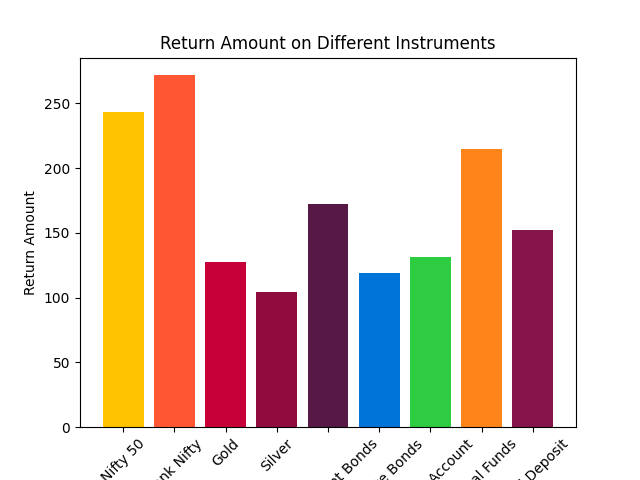 Return Amount on Different Instruments
Return Amount
250
200
150
100
50
0
Nifty 50
nk Nifty
Gold
Silver
t Bonds
e Bonds
Account
al Funds
Deposit